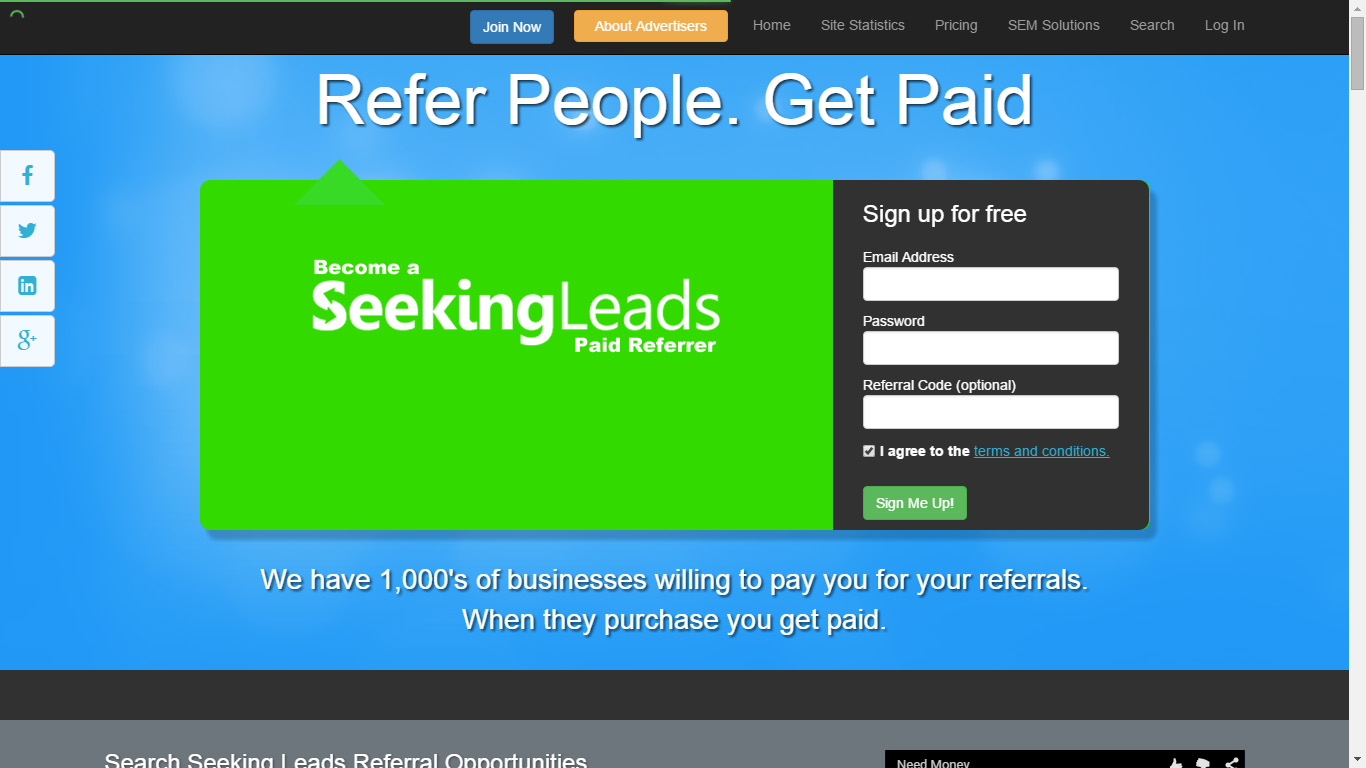 Join Now
About Advertisers
Home
Site Statistics
Pricing
SEM Solutions
Search
Log In
Refer People. Get Paid
Become a
SeekingLeads
Paid Referrer
Sign up for free
Email Address
Password
Referral Code (optional)
I agree to the terms and conditions.
Sign Me Up!
We have 1,000's of businesses willing to pay you for your referrals.
When they purchase you get paid.
Search Seeking Leads Referral Opportunities
Need Money